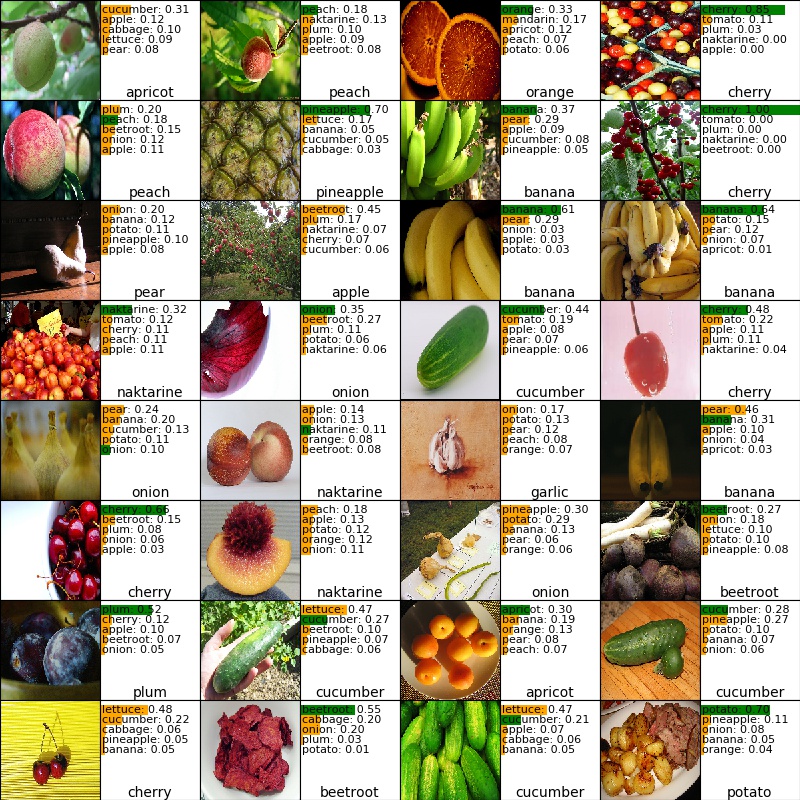 cucumber: 0.31
apple: 0.12
cabbage: 0.10
lettuce: 0.09
pear: 0.08
apricot
peach: 0.18
naktarine: 0.13
plum: 0.10
apple: 0.09
beetroot: 0.08
peach
orange: 0.33
mandarin: 0.17
apricot: 0.12
peach: 0.07
potato: 0.06
orange
cherry: 0.85
tomato: 0.11
plum: 0.03
naktarine: 0.00
apple: 0.00
cherry
plum: 0.20
peach: 0.18
beetroot: 0.15
onion: 0.12
apple: 0.11
peach
pineapple: 0.70
lettuce: 0.17
banana: 0.05
cucumber: 0.05
cabbage: 0.03
pineapple
banana: 0.37
pear: 0.29
apple: 0.09
cucumber: 0.08
pineapple: 0.05
banana
cherry: 1.00
tomato: 0.00
plum: 0.00
naktarine: 0.00
beetroot: 0.00
cherry
onion: 0.20
banana: 0.12
potato: 0.11
pineapple: 0.10
apple: 0.08
pear
beetroot: 0.45
plum: 0.17
naktarine: 0.07
cherry: 0.07
cucumber: 0.06
apple
banana: 0.61
pear: 0.29
onion: 0.03
apple: 0.03
potato: 0.03
banana
banana: 0.64
potato: 0.15
pear: 0.12
onion: 0.07
apricot: 0.01
banana
naktarine: 0.32
tomato: 0.12
cherry: 0.11
peach: 0.11
apple: 0.11
naktarine
onion: 0.35
beetroot: 0.27
plum: 0.11
potato: 0.06
naktarine: 0.06
onion
cucumber: 0.44
tomato: 0.19
apple: 0.08
pear: 0.07
pineapple: 0.06
cucumber
cherry: 0.48
tomato: 0.22
apple: 0.11
plum: 0.11
naktarine: 0.04
cherry
pear: 0.24
banana: 0.20
cucumber: 0.13
potato: 0.11
onion: 0.10
onion
apple: 0.14
onion: 0.13
naktarine: 0.11
orange: 0.08
beetroot: 0.08
naktarine
onion: 0.17
potato: 0.13
pear: 0.12
peach: 0.08
orange: 0.07
garlic
pear: 0.46
banana: 0.31
apple: 0.10
onion: 0.04
apricot: 0.03
banana
cherry: 0.66
beetroot: 0.15
plum: 0.08
onion: 0.06
apple: 0.03
cherry
peach: 0.18
apple: 0.13
potato: 0.12
orange: 0.12
onion: 0.11
naktarine
pineapple: 0.30
potato: 0.29
banana: 0.13
pear: 0.06
orange: 0.06
onion
beetroot: 0.27
onion: 0.18
lettuce: 0.10
potato: 0.10
pineapple: 0.08
beetroot
plum: 0.52
cherry: 0.12
apple: 0.10
beetroot: 0.07
onion: 0.05
plum
lettuce: 0.47
cucumber: 0.27
beetroot: 0.10
pineapple: 0.07
cabbage: 0.06
cucumber
apricot: 0.30
banana: 0.19
orange: 0.13
pear: 0.08
peach: 0.07
apricot
cucumber: 0.28
pineapple: 0.27
potato: 0.10
banana: 0.07
onion: 0.06
cucumber
lettuce: 0.48
cucumber: 0.22
cabbage: 0.06
pineapple: 0.05
banana: 0.05
cherry
beetroot: 0.55
cabbage: 0.20
onion: 0.20
plum: 0.03
potato: 0.01
beetroot
lettuce: 0.47
cucumber: 0.21
apple: 0.07
cabbage: 0.06
banana: 0.05
cucumber
potato: 0.70
pineapple: 0.11
onion: 0.08
banana: 0.05
orange: 0.04
potato